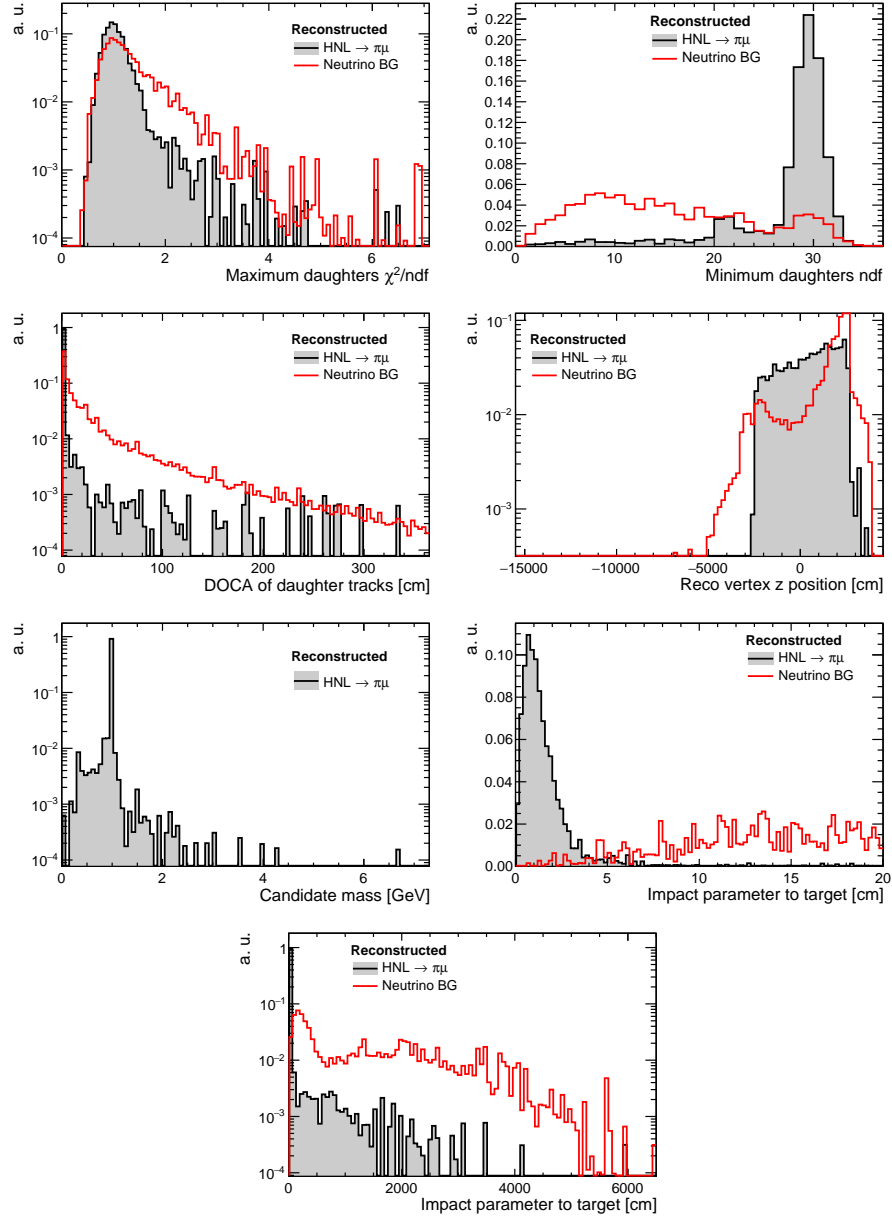 a. u.
Reconstructed
HNL → πμ
Neutrino BG
10⁻¹
10⁻²
10⁻³
10⁻⁴
0 2 4 6
Maximum daughters χ²/ndf
a. u.
Reconstructed
HNL → πμ
Neutrino BG
0.22
0.20
0.18
0.16
0.14
0.12
0.10
0.08
0.06
0.04
0.02
0.00
0 10 20 30
Minimum daughters ndf
a. u.
Reconstructed
HNL → πμ
Neutrino BG
1
10⁻¹
10⁻²
10⁻³
10⁻⁴
0 100 200 300
DOCA of daughter tracks [cm]
a. u.
Reconstructed
HNL → πμ
Neutrino BG
10⁻¹
10⁻²
10⁻³
−15000 −10000 −5000 0
Reco vertex z position [cm]
a. u.
Reconstructed
HNL → πμ
1
10⁻¹
10⁻²
10⁻³
10⁻⁴
0 2 4 6
Candidate mass [GeV]
a. u.
Reconstructed
HNL → πμ
Neutrino BG
0.10
0.08
0.06
0.04
0.02
0.00
0 5 10 15 20
Impact parameter to target [cm]
a. u.
Reconstructed
HNL → πμ
Neutrino BG
1
10⁻¹
10⁻²
10⁻³
10⁻⁴
0 2000 4000 6000
Impact parameter to target [cm]